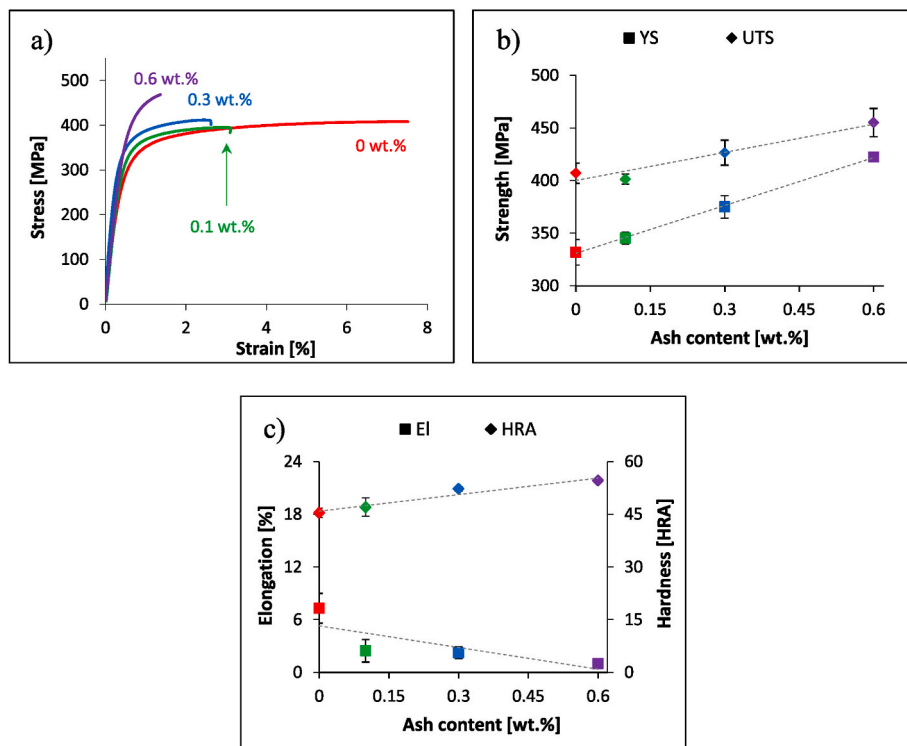 a)
500
400
300
200
100
0
Stress [MPa]
0.6 wt.%
0.3 wt.%
0 wt.%
0.1 wt.%
0 2 4 6 8
Strain [%]
b)
YS UTS
500
450
400
350
300
Strength [MPa]
0 0.15 0.3 0.45 0.6
Ash content [wt.%]
c)
El HRA
24
18
12
6
0
Elongation [%]
60
45
30
15
0
Hardness [HRA]
0 0.15 0.3 0.45 0.6
Ash content [wt.%]